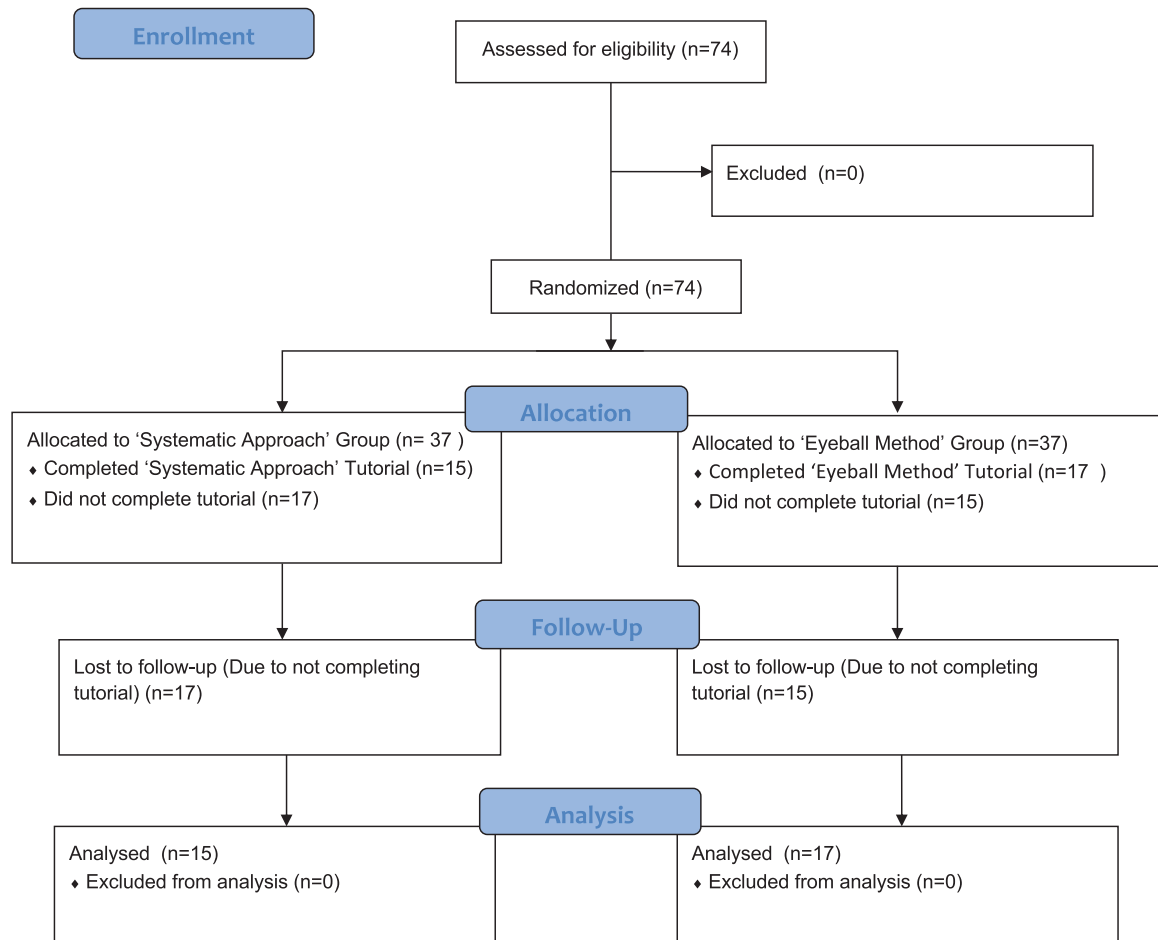 Enrollment
Assessed for eligibility (n=74)
Excluded (n=0)
Randomized (n=74)
Allocation
Allocated to ‘Systematic Approach’ Group (n= 37 )
♦ Completed ‘Systematic Approach’ Tutorial (n=15)
♦ Did not complete tutorial (n=17)
Allocated to ‘Eyeball Method’ Group (n=37)
♦ Completed ‘Eyeball Method’ Tutorial (n=17 )
♦ Did not complete tutorial (n=15)
Follow-Up
Lost to follow-up (Due to not completing
tutorial) (n=17)
Lost to follow-up (Due to not completing
tutorial (n=15)
Analysis
Analysed (n=15)
♦ Excluded from analysis (n=0)
Analysed (n=17)
♦ Excluded from analysis (n=0)